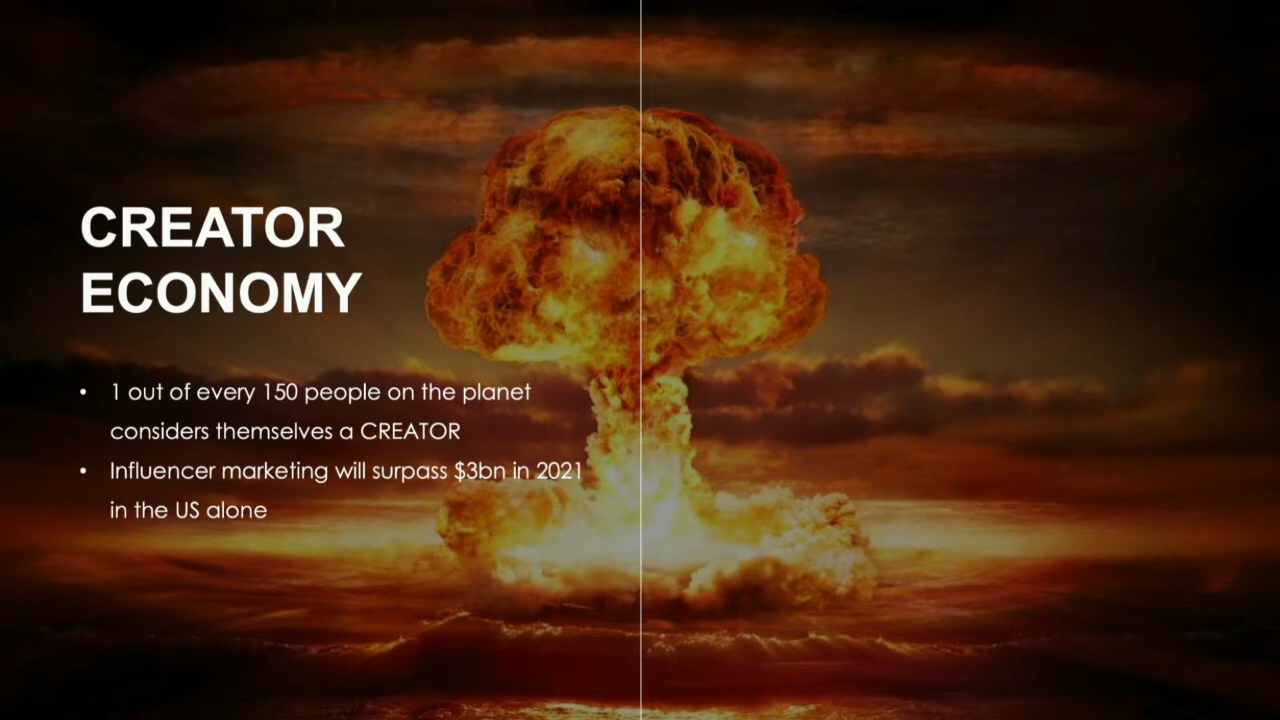 CREATOR
ECONOMY
• 1 out of every 150 people on the planet
considers themselves a CREATOR
• Influencer marketing will surpass $3bn in 2021
in the US alone